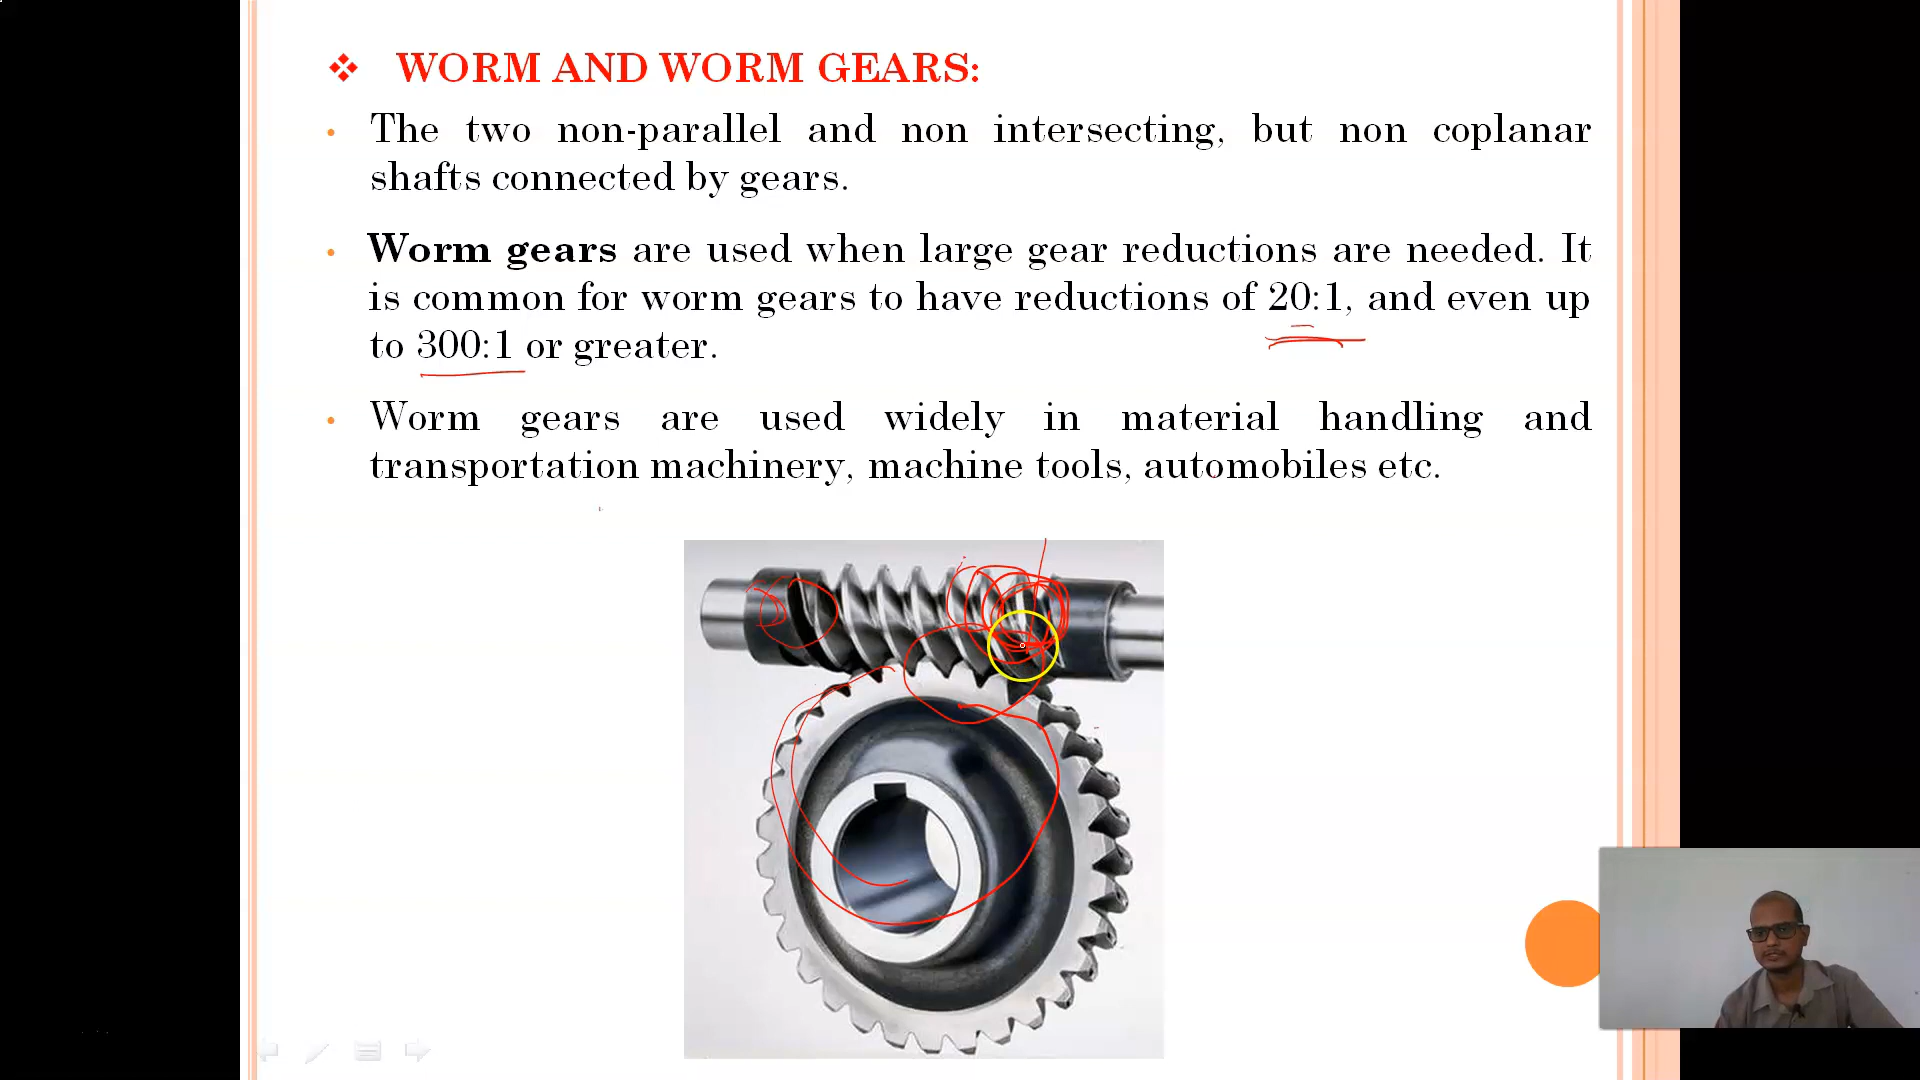 WORM AND WORM GEARS:
The two non-parallel and non intersecting, but non coplanar
shafts connected by gears.
Worm gears are used when large gear reductions are needed. It
is common for worm gears to have reductions of 20:1, and even up
to 300:1 or greater.
Worm gears are used widely in material handling and
transportation machinery, machine tools, automobiles etc.